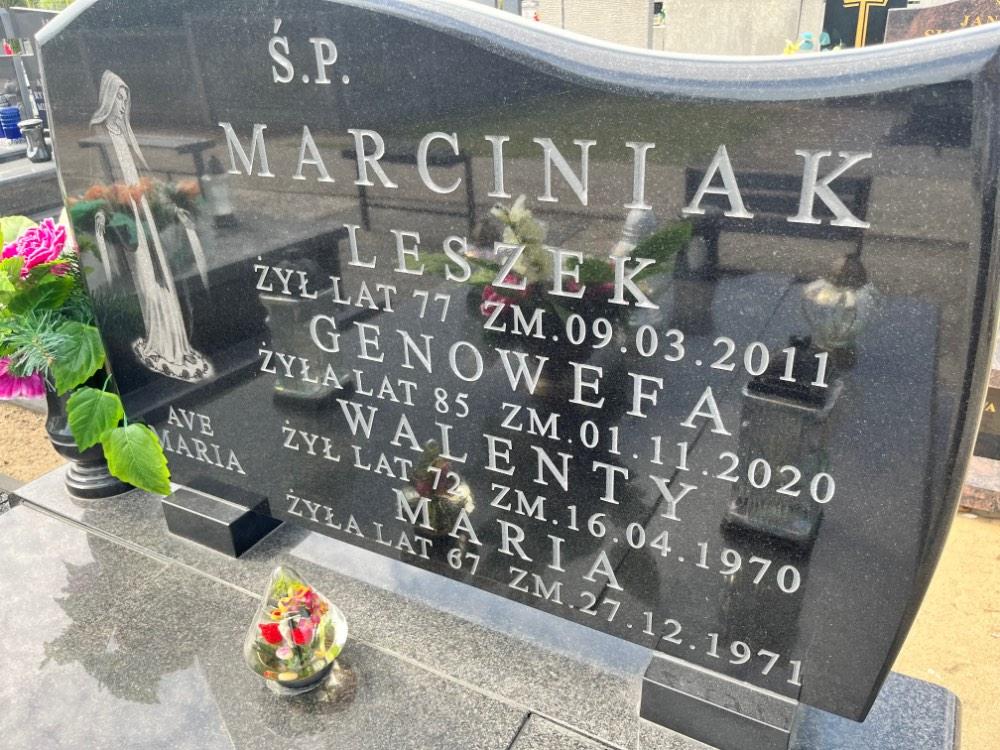 Ś.P.
MARCINIAK
LESZEK
ŻYŁ LAT 77 ZM.09.03.2011
GENOWEFA
ŻYŁA LAT 85 ZM.01.11.2020
WALENTY
ŻYŁ LAT 72 ZM.16.04.1970
MARIA
ŻYŁA LAT 67 ZM.27.12.1971
AVE
MARIA
JAN